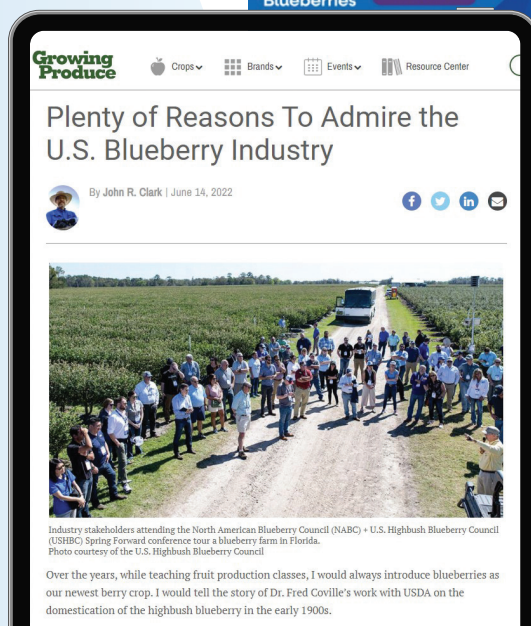 Blueberries
Growing
Produce
Crops
Brands
Events
Resource Center
Plenty of Reasons To Admire the
U.S. Blueberry Industry
By John R. Clark | June 14, 2022
Industry stakeholders attending the North American Blueberry Council (NABC) + U.S. Highbush Blueberry Council
(USHBC) Spring Forward conference tour a blueberry farm in Florida.
Photo courtesy of the U.S. Highbush Blueberry Council
Over the years, while teaching fruit production classes, I would always introduce blueberries as
our newest berry crop. I would tell the story of Dr. Fred Coville's work with USDA on the
domestication of the highbush blueberry in the early 1900s.